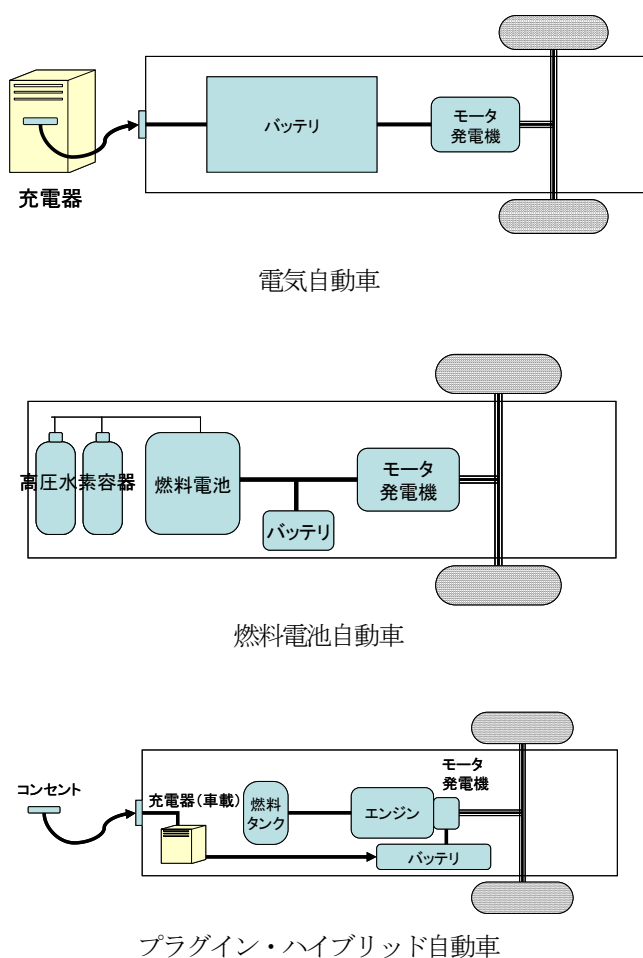 バッテリ
モータ
発電機
充電器
電気自動車
高圧水素容器
燃料電池
モータ
発電機
バッテリ
燃料電池自動車
コンセント
充電器(車載)
燃料
タンク
エンジン
モータ
発電機
バッテリ
プラグイン・ハイブリッド自動車